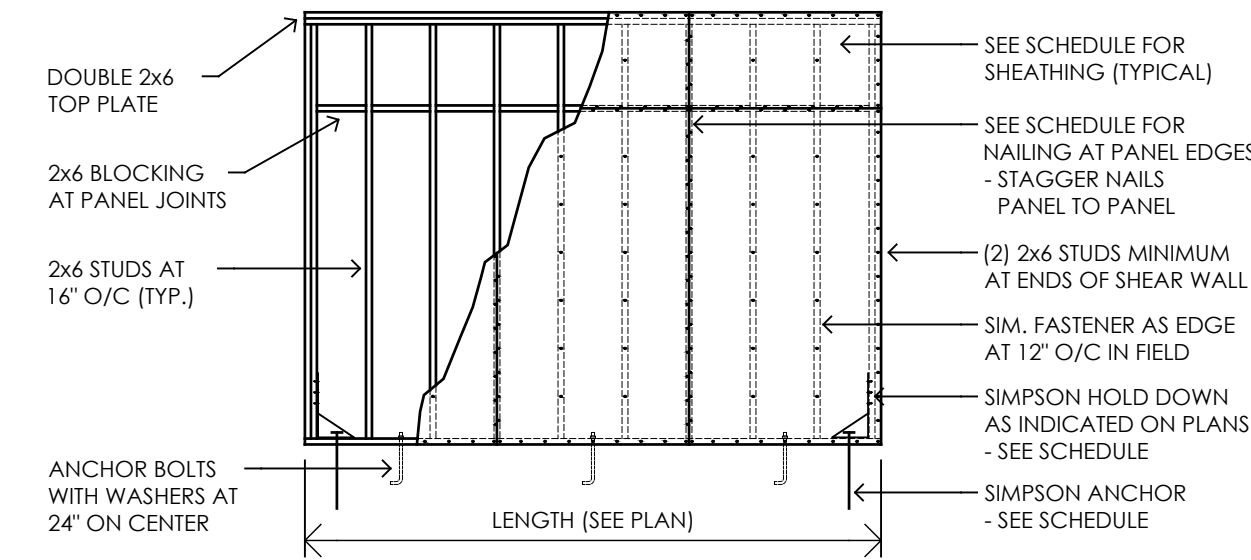 DOUBLE 2x6
TOP PLATE
2x6 BLOCKING
AT PANEL JOINTS
2x6 STUDS AT
16" O/C (TYP.)
ANCHOR BOLTS
WITH WASHERS AT
24" ON CENTER
LENGTH (SEE PLAN)
SEE SCHEDULE FOR
SHEATHING (TYPICAL)
SEE SCHEDULE FOR
NAILING AT PANEL EDGES
- STAGGER NAILS
PANEL TO PANEL
(2) 2x6 STUDS MINIMUM
AT ENDS OF SHEAR WALL
SIM. FASTENER AS EDGE
AT 12" O/C IN FIELD
SIMPSON HOLD DOWN
AS INDICATED ON PLANS
- SEE SCHEDULE
SIMPSON ANCHOR
- SEE SCHEDULE